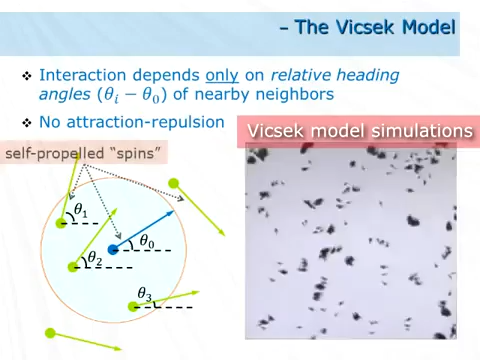 – The Vicsek Model
❖ Interaction depends only on relative heading
angles (θᵢ − θ₀) of nearby neighbors
❖ No attraction-repulsion
Vicsek model simulations
self-propelled “spins”
θ₁
θ₀
θ₂
θ₃